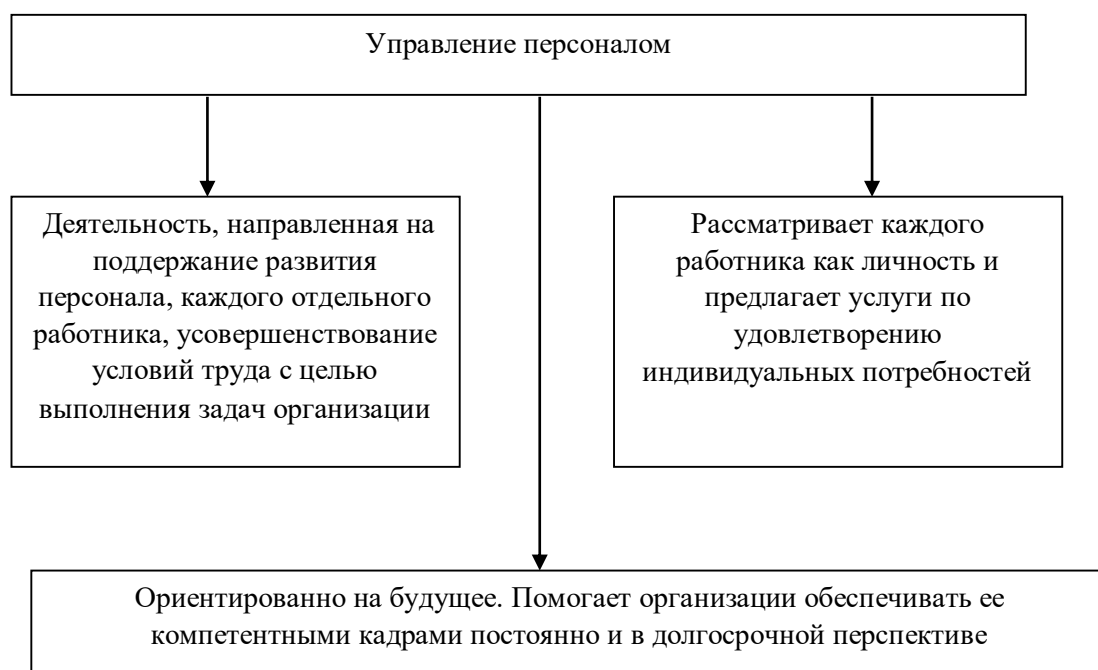 Управление персоналом
Деятельность, направленная на
поддержание развития
персонала, каждого отдельного
работника, усовершенствование
условий труда с целью
выполнения задач организации
Рассматривает каждого
работника как личность и
предлагает услуги по
удовлетворению
индивидуальных потребностей
Ориентированно на будущее. Помогает организации обеспечивать ее
компетентными кадрами постоянно и в долгосрочной перспективе